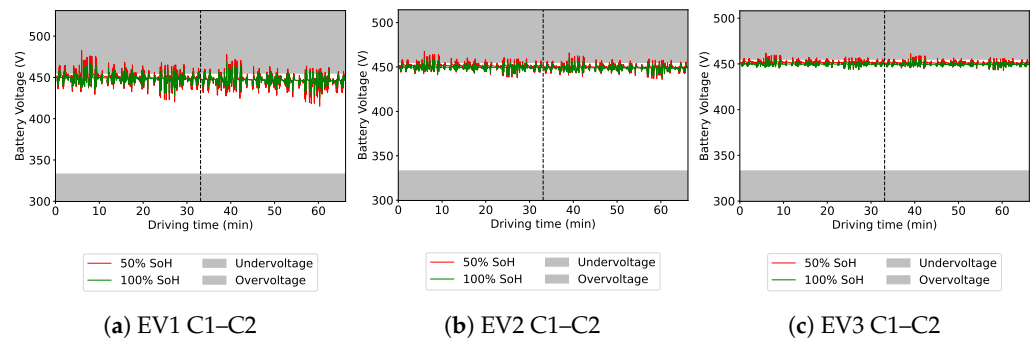 Battery Voltage (V)
500
450
400
350
300
0 10 20 30 40 50 60
Driving time (min)
50% SoH
100% SoH
Undervoltage
Overvoltage
(a) EV1 C1–C2
Battery Voltage (V)
500
450
400
350
300
0 10 20 30 40 50 60
Driving time (min)
50% SoH
100% SoH
Undervoltage
Overvoltage
(b) EV2 C1–C2
Battery Voltage (V)
500
450
400
350
300
0 10 20 30 40 50 60
Driving time (min)
50% SoH
100% SoH
Undervoltage
Overvoltage
(c) EV3 C1–C2